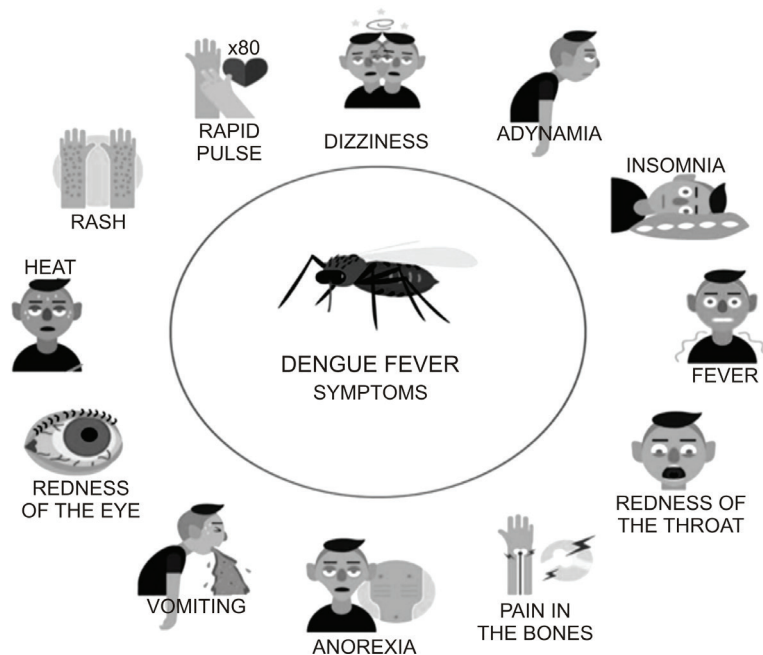 x80
RAPID
PULSE
DIZZINESS
ADYNAMIA
INSOMNIA
RASH
HEAT
FEVER
DENGUE FEVER
SYMPTOMS
REDNESS
OF THE EYE
REDNESS OF
THE THROAT
VOMITING
ANOREXIA
PAIN IN
THE BONES